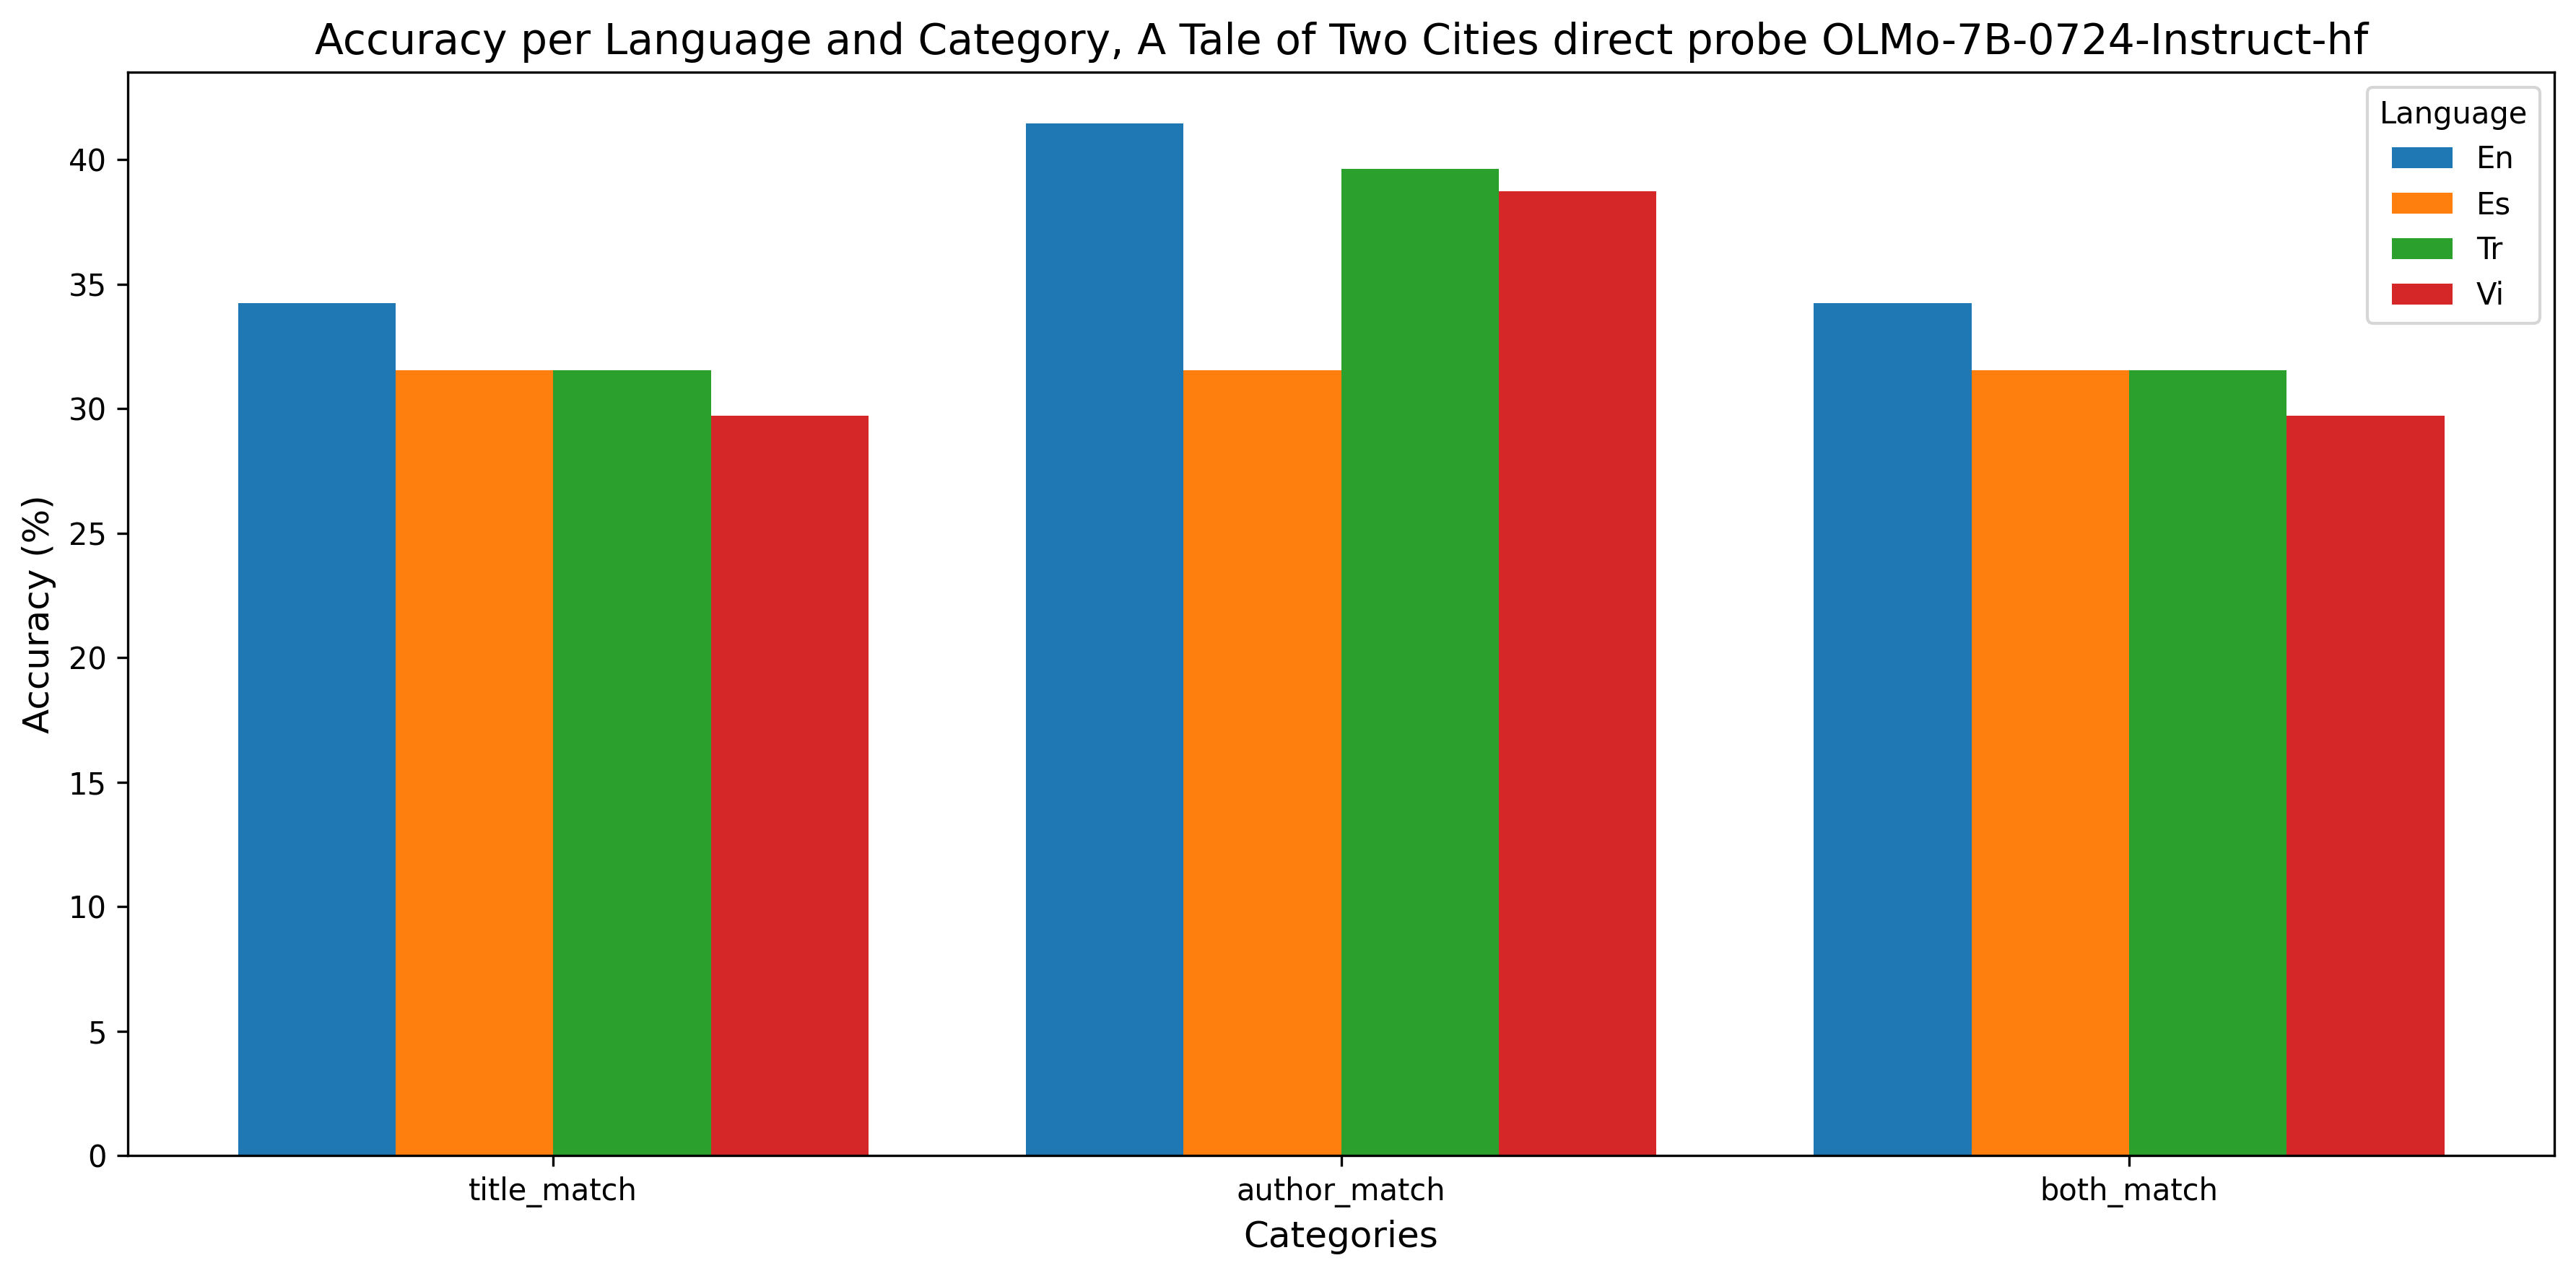 Accuracy per Language and Category, A Tale of Two Cities direct probe OLMo-7B-0724-Instruct-hf
Language
En
Es
Tr
Vi
Accuracy (%)
40
35
30
25
20
15
10
5
0
title_match
author_match
both_match
Categories